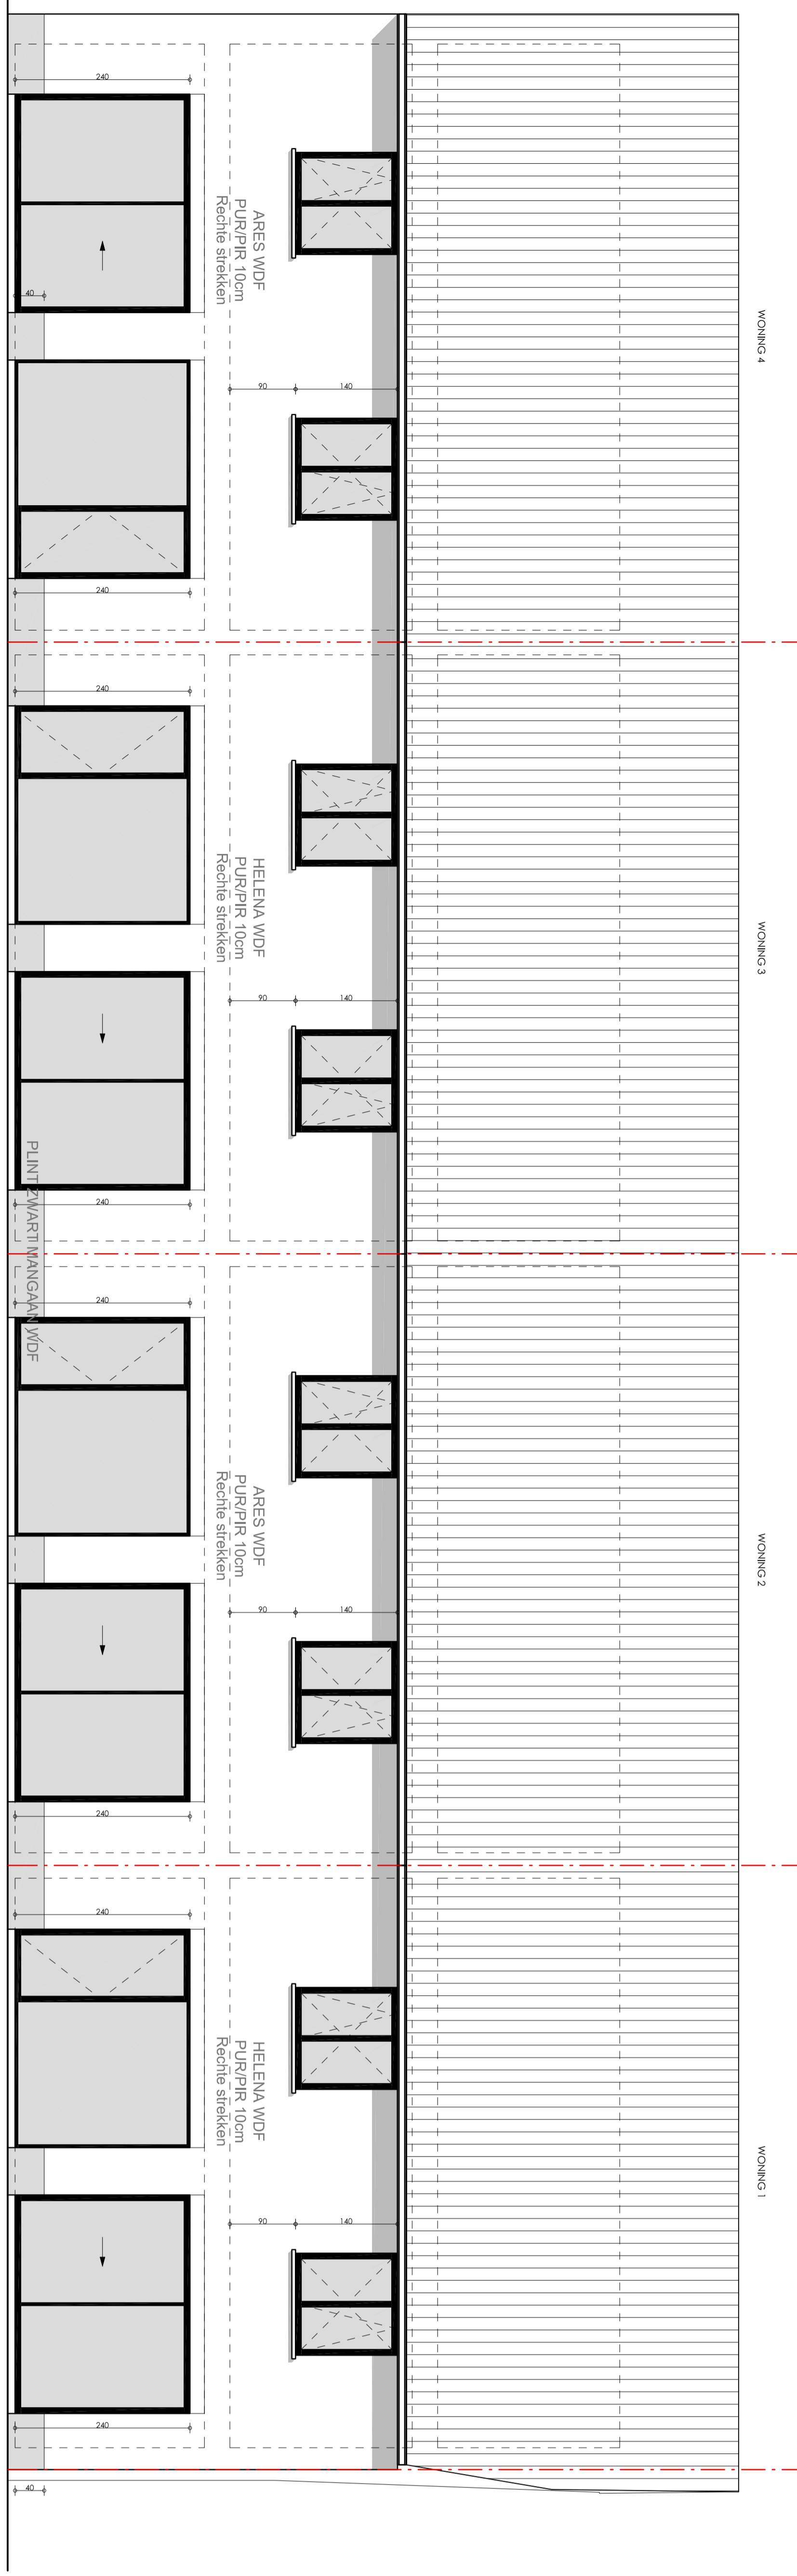 WONING 4
WONING 3
WONING 2
WONING 1
140
140
140
140
90
90
90
90
ARES WDF
PUR/PIR 10cm
Rechte strekken
HELENA WDF
PUR/PIR 10cm
Rechte strekken
ARES WDF
PUR/PIR 10cm
Rechte strekken
HELENA WDF
PUR/PIR 10cm
Rechte strekken
240
240
240
240
240
240
240
240
40
PLINT ZWART MANGAAN WDF
40